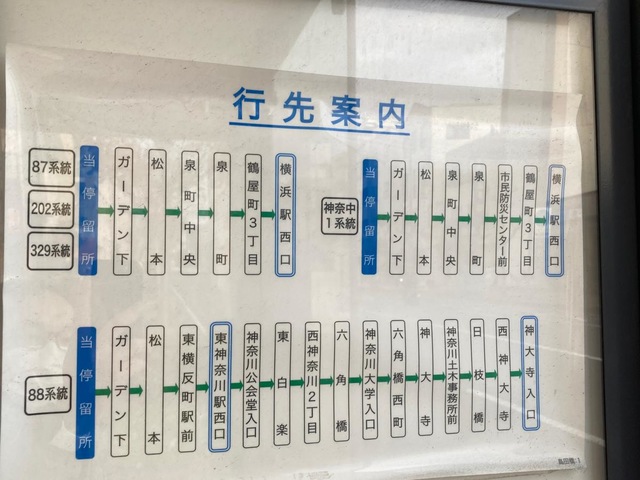 行先案内
87系統
202系統
329系統
当停留所
ガーデン下
松本
泉町中央
泉町
鶴屋町3丁目
横浜駅西口
神奈中
1系統
当停留所
ガーデン下
松本
泉町中央
泉町
市民防災センター前
鶴屋町3丁目
横浜駅西口
88系統
当停留所
ガーデン下
松本
東横反町駅前
東神奈川駅西口
神奈川公会堂入口
東白楽
西神奈川2丁目
六角橋
神奈川大学入口
六角橋西町
神大寺
神奈川土木事務所前
日枝橋
西神大寺
神大寺入口